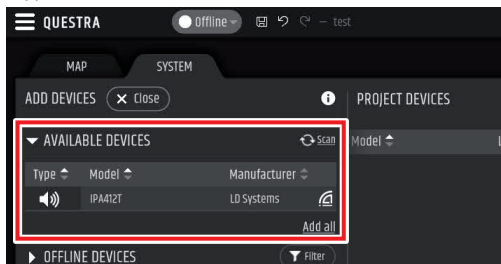 QUESTRA Offline – test
MAP SYSTEM
ADD DEVICES × Close i PROJECT DEVICES
AVAILABLE DEVICES Scan Model
Type Model Manufacturer
IPA412T LD Systems
Add all
OFFLINE DEVICES Filter